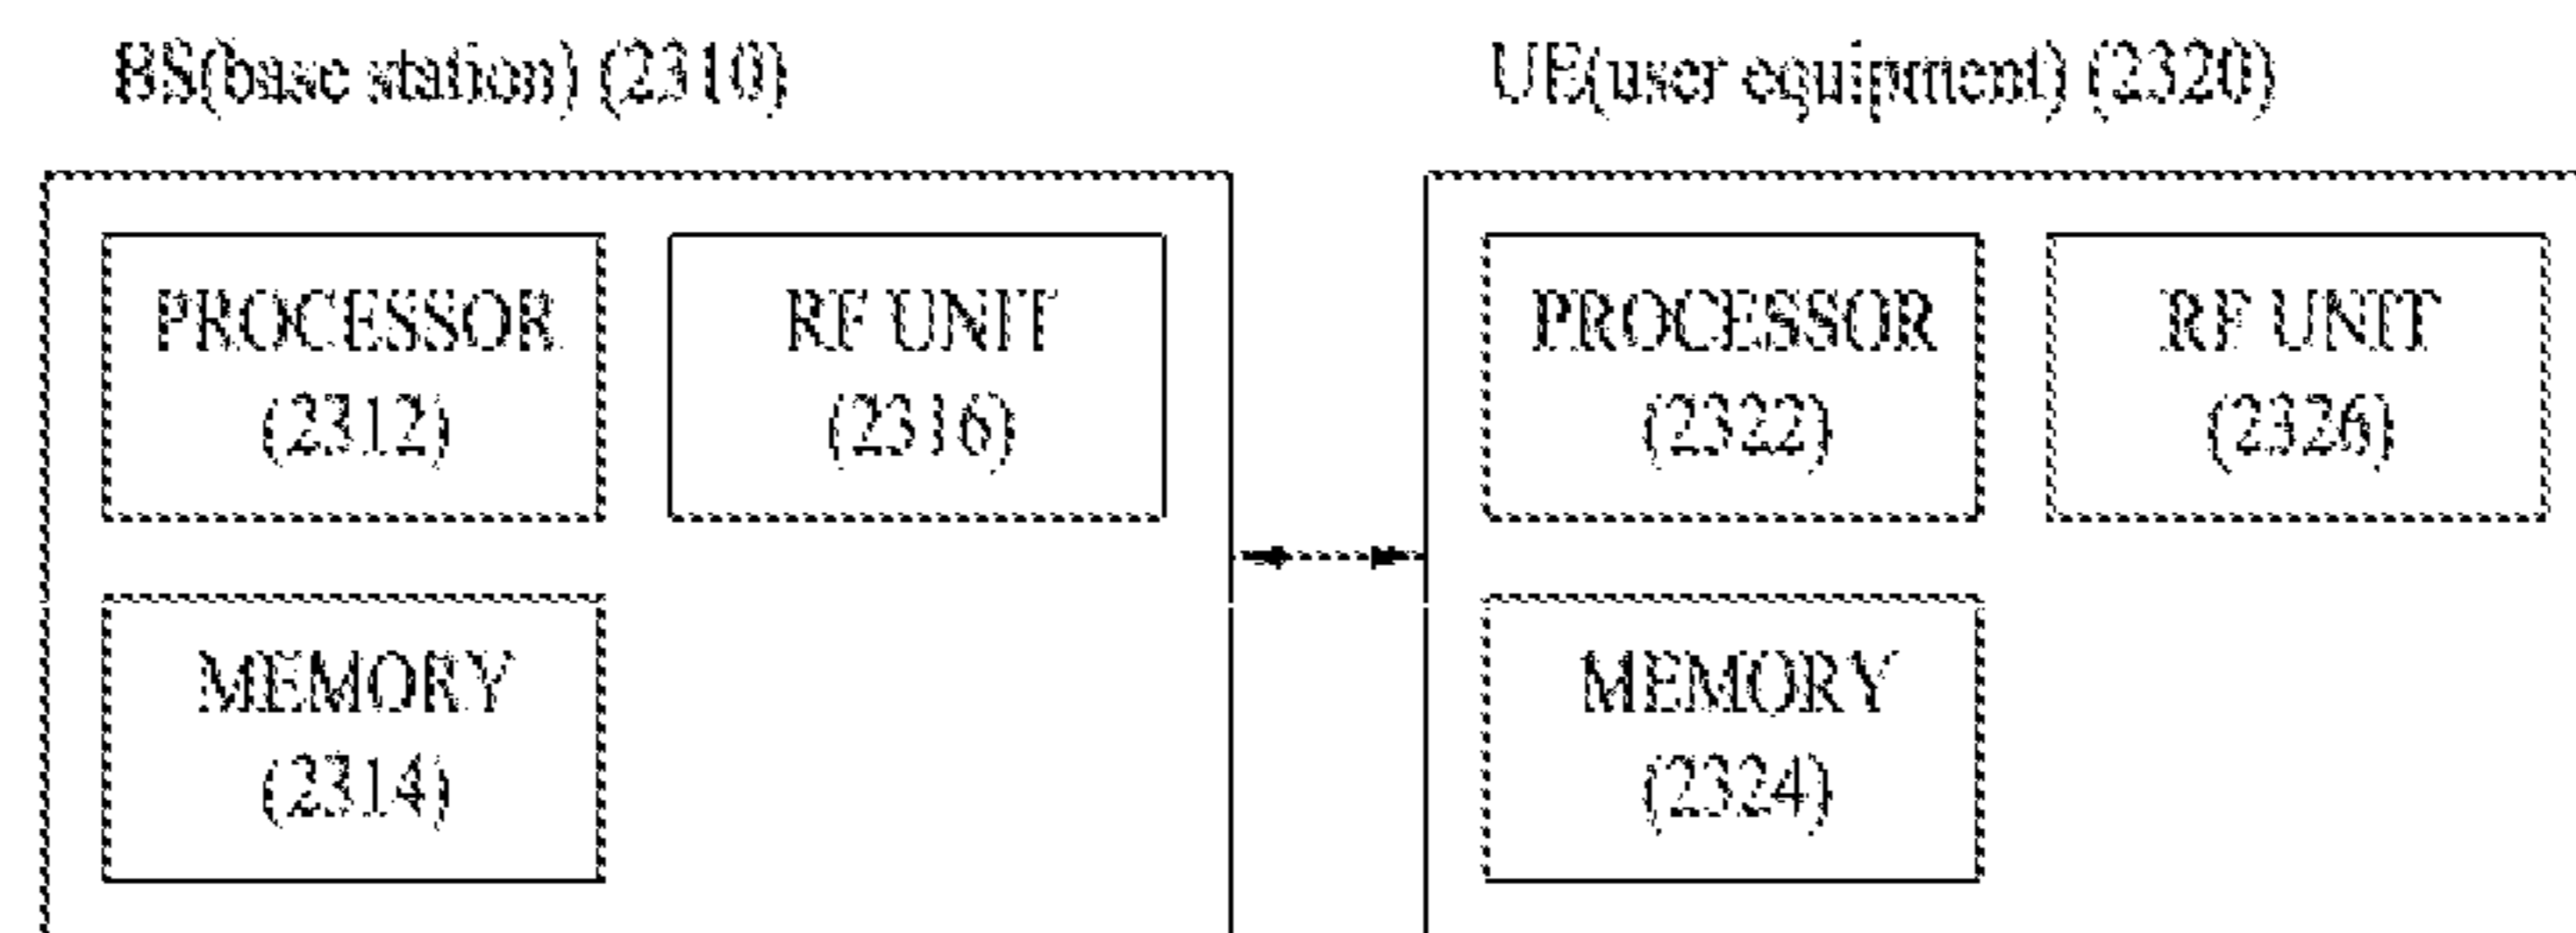 BS(base station) (2310)
UE(user equipment) (2320)
PROCESSOR
(2312)
RF UNIT
(2316)
MEMORY
(2314)
PROCESSOR
(2322)
RF UNIT
(2326)
MEMORY
(2324)